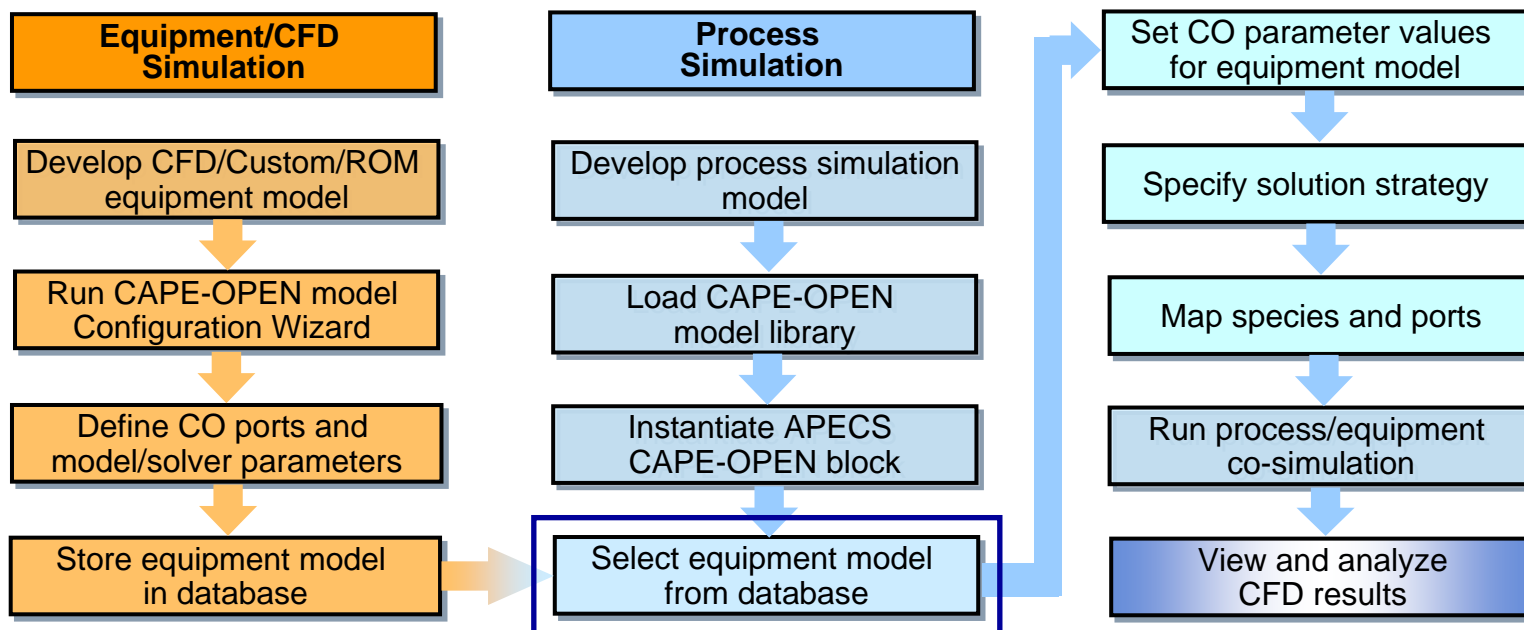 Equipment/CFD
Simulation
Develop CFD/Custom/ROM
equipment model
Run CAPE-OPEN model
Configuration Wizard
Define CO ports and
model/solver parameters
Store equipment model
in database
Process
Simulation
Develop process simulation
model
Load CAPE-OPEN
model library
Instantiate APECS
CAPE-OPEN block
Select equipment model
from database
Set CO parameter values
for equipment model
Specify solution strategy
Map species and ports
Run process/equipment
co-simulation
View and analyze
CFD results